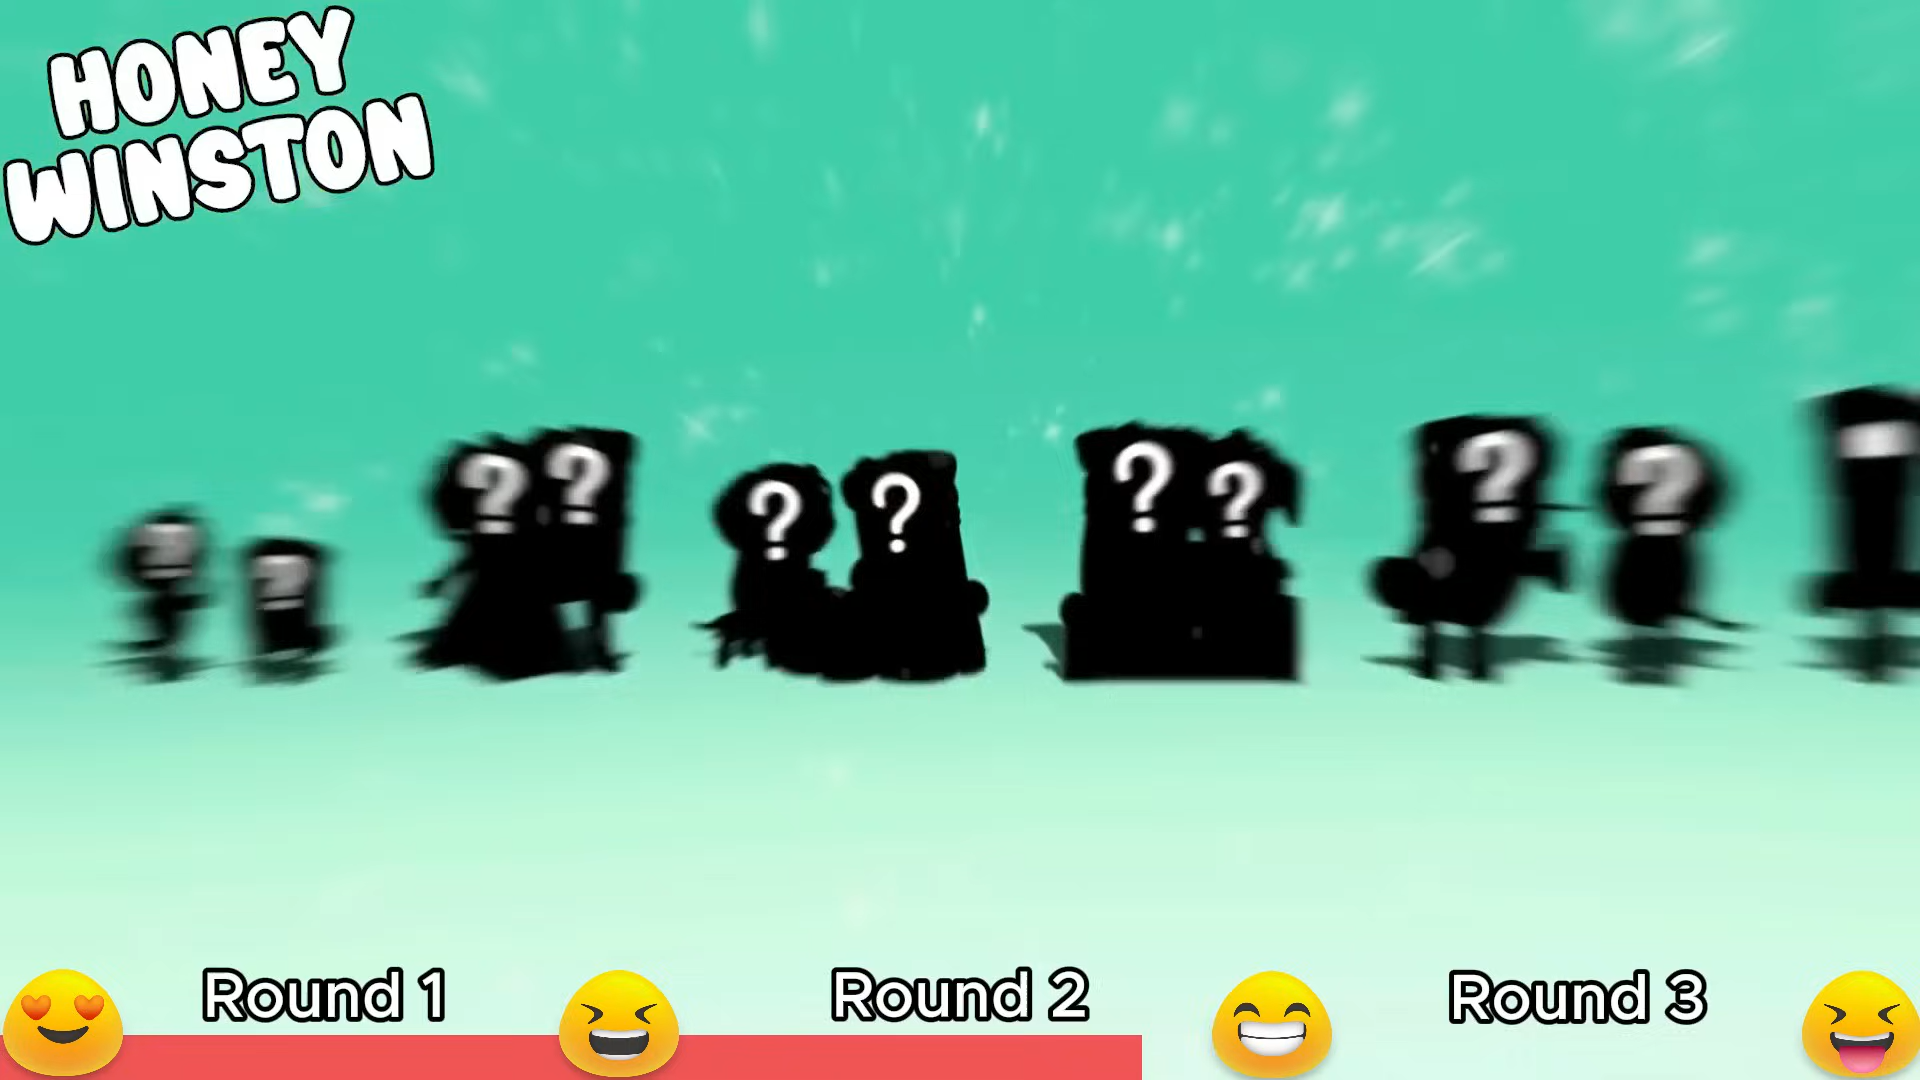 HONEY
WINSTON
? ? ? ? ? ? ? ? ? ?
Round 1
Round 2
Round 3